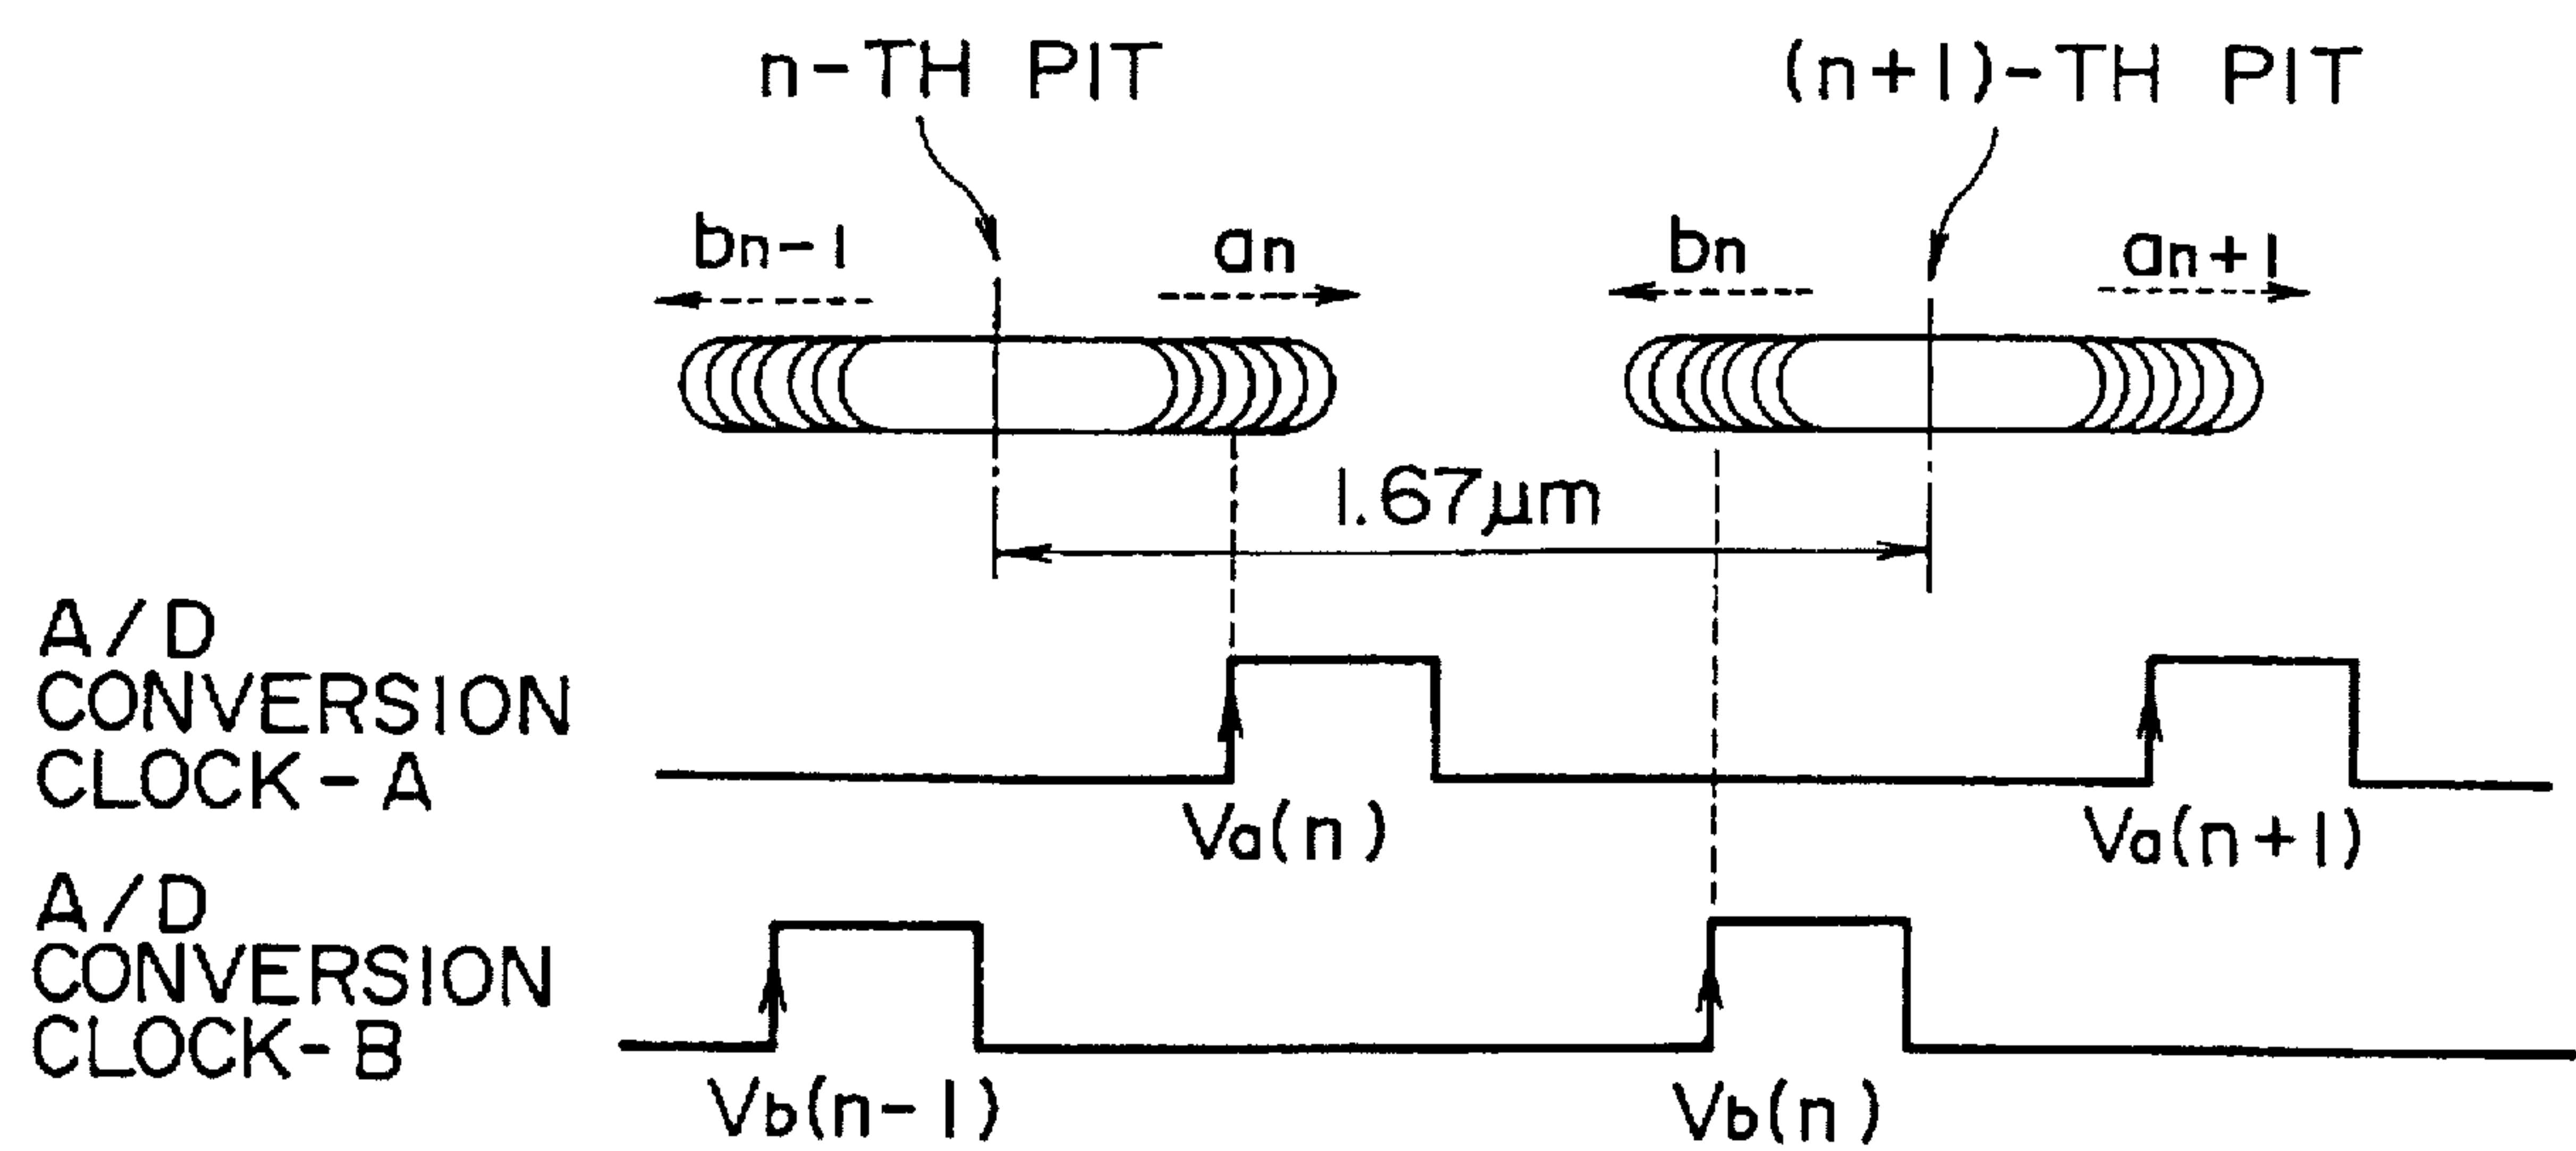 n-TH PIT
(n+1)-TH PIT
bn-1
an
bn
an+1
1.67μm
A/D
CONVERSION
CLOCK-A
Va(n)
Va(n+1)
A/D
CONVERSION
CLOCK-B
Vb(n-1)
Vb(n)